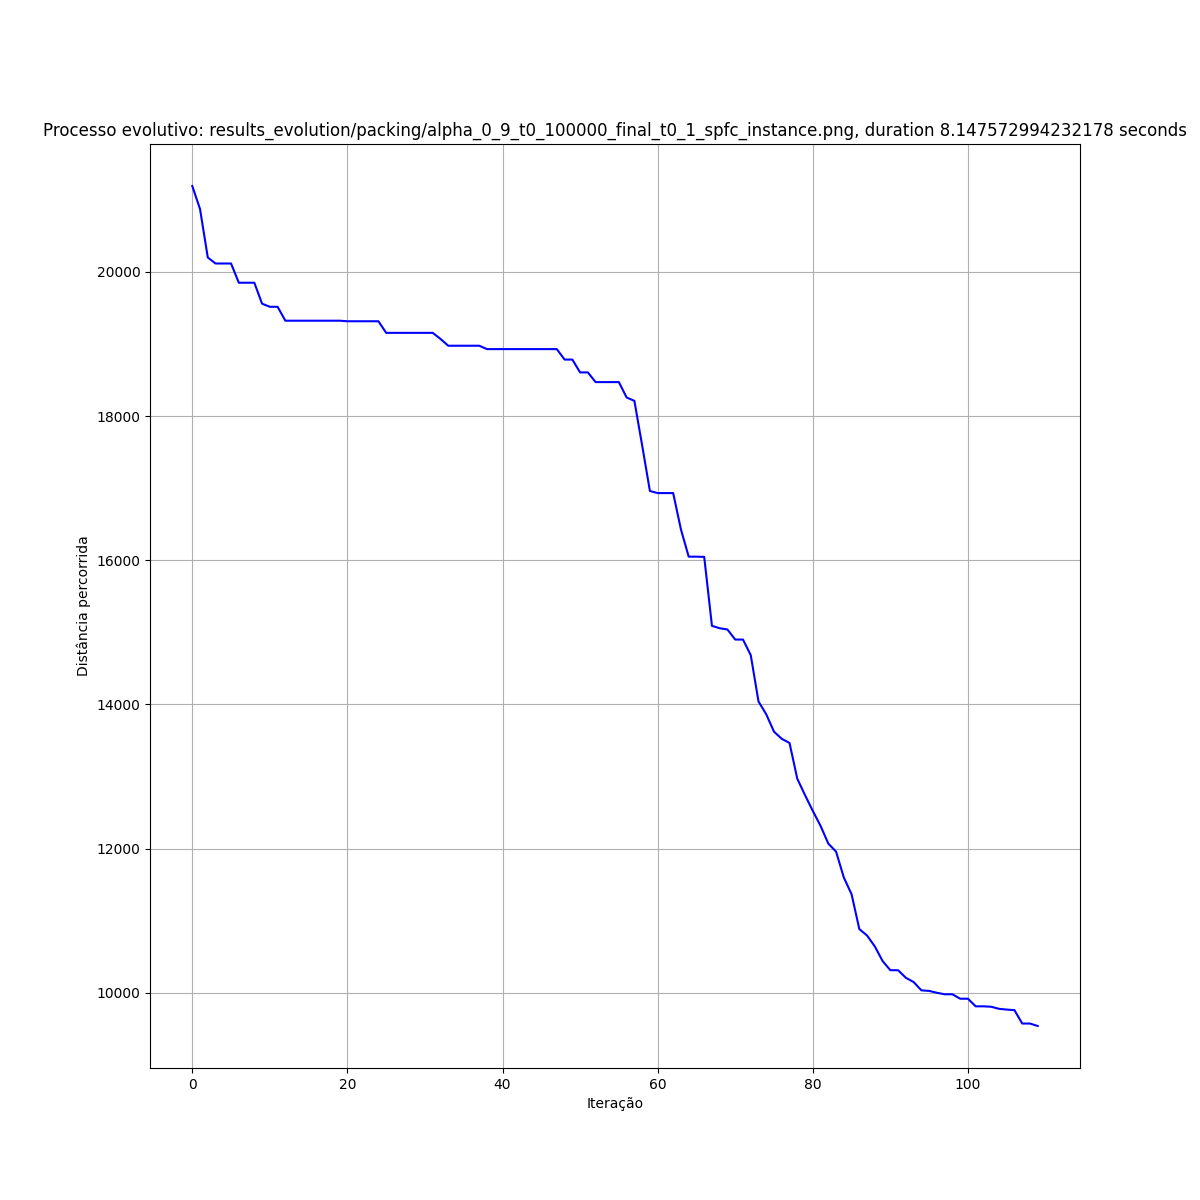 Processo evolutivo: results_evolution/packing/alpha_0_9_t0_100000_final_t0_1_spfc_instance.png, duration 8.147572994232178 seconds
20000
18000
16000
14000
12000
10000
Distância percorrida
0 20 40 60 80 100
Iteração